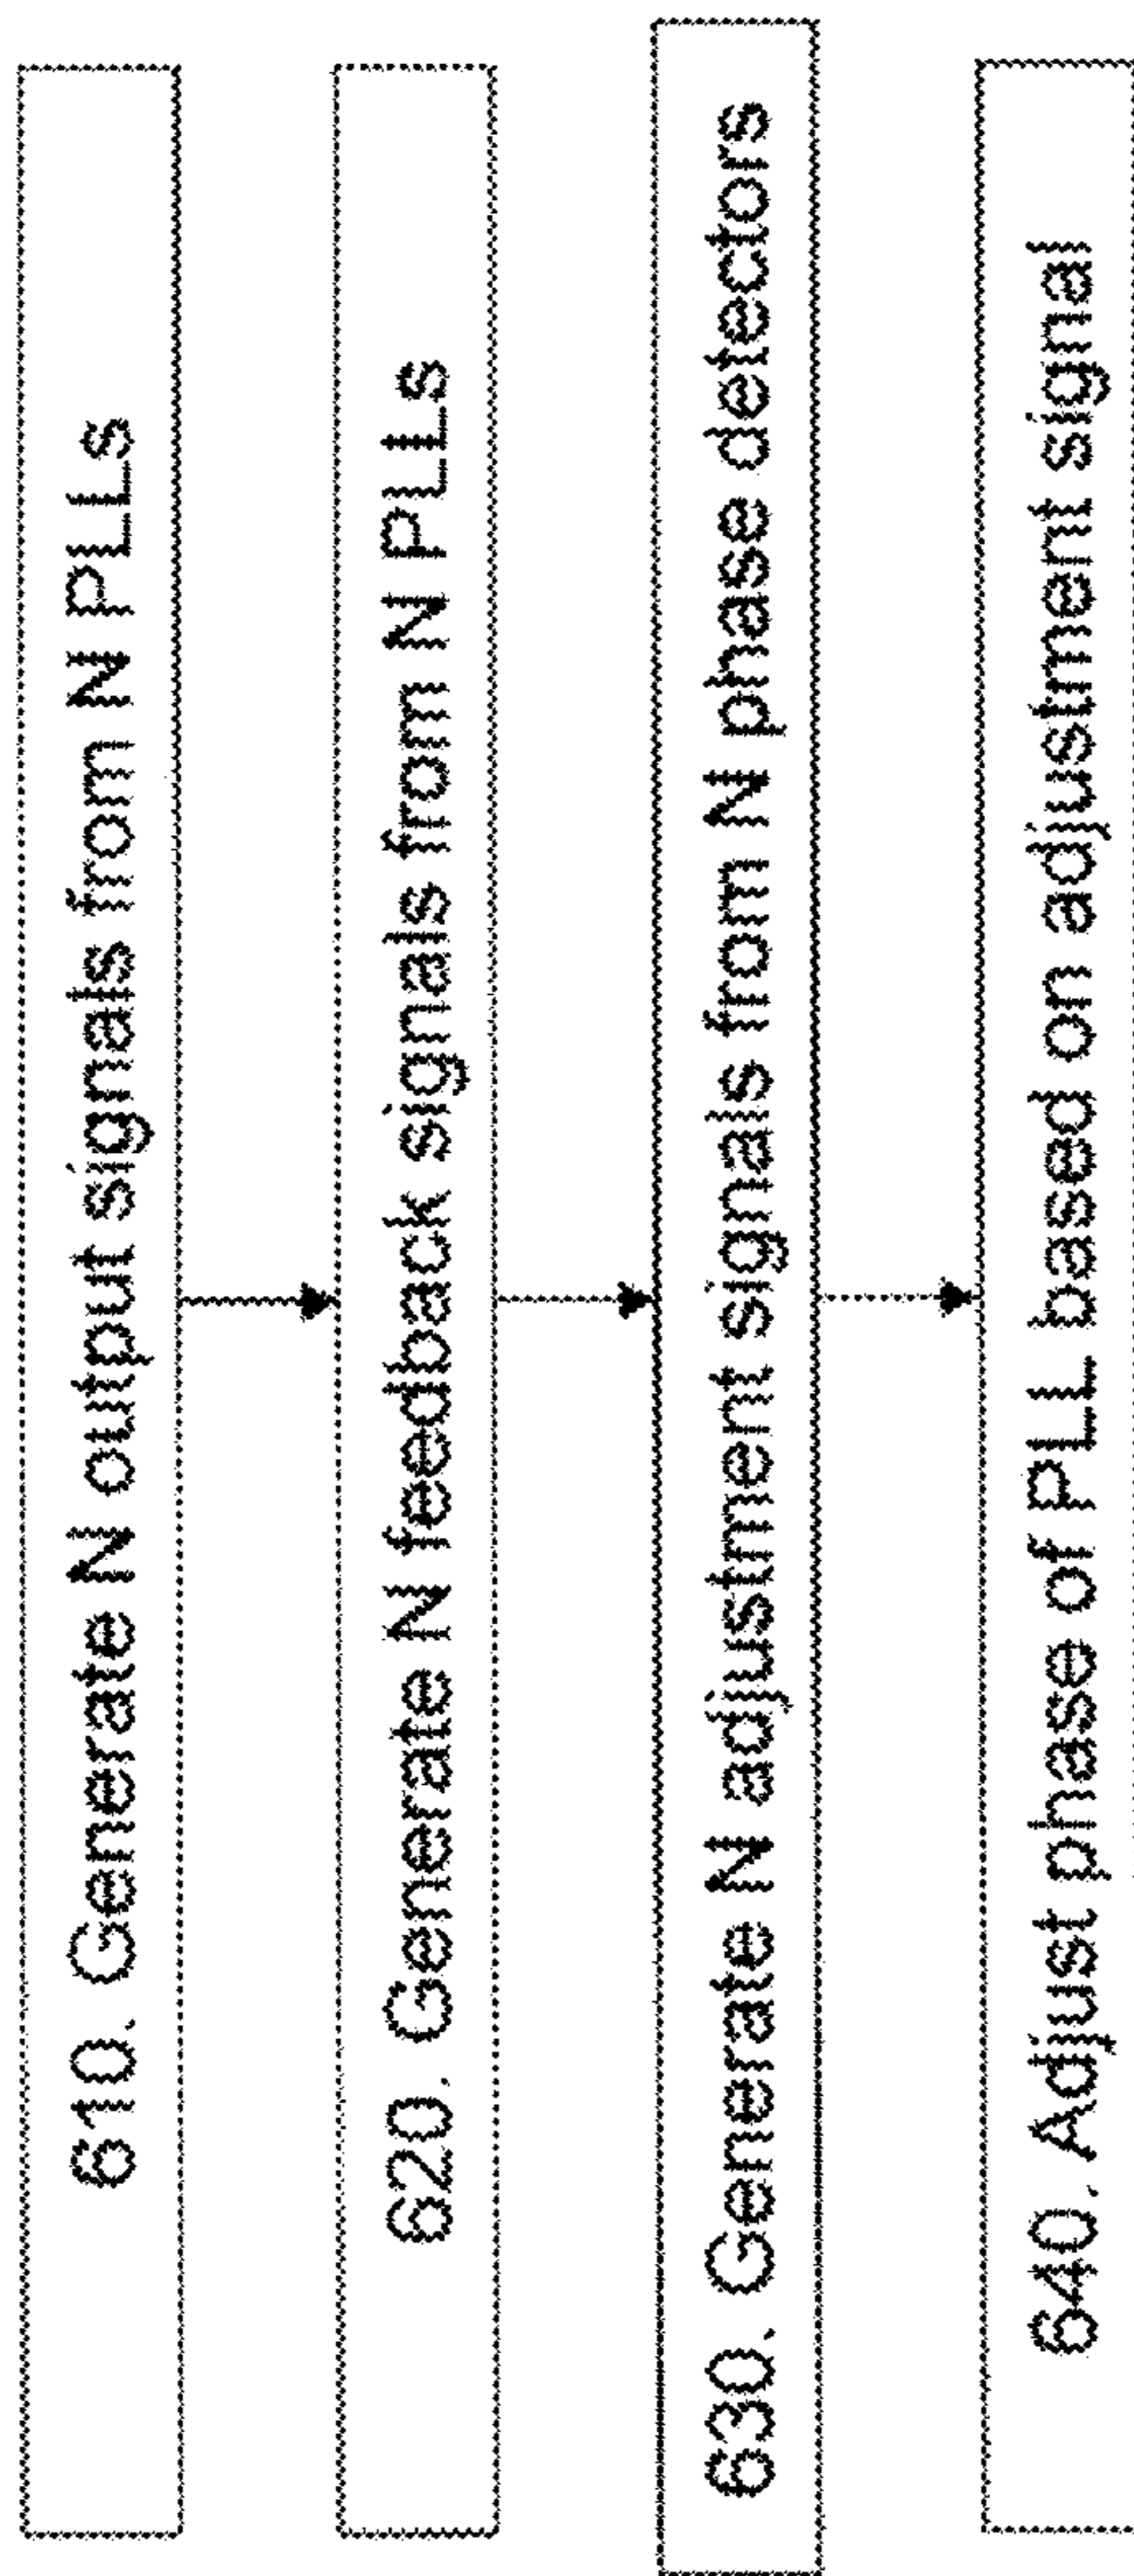 610. Generate N output signals from N PLLs
620. Generate N feedback signals from N PLLs
630. Generate N adjustment signals from N phase detectors
640. Adjust phase of PLL based on adjustment signal